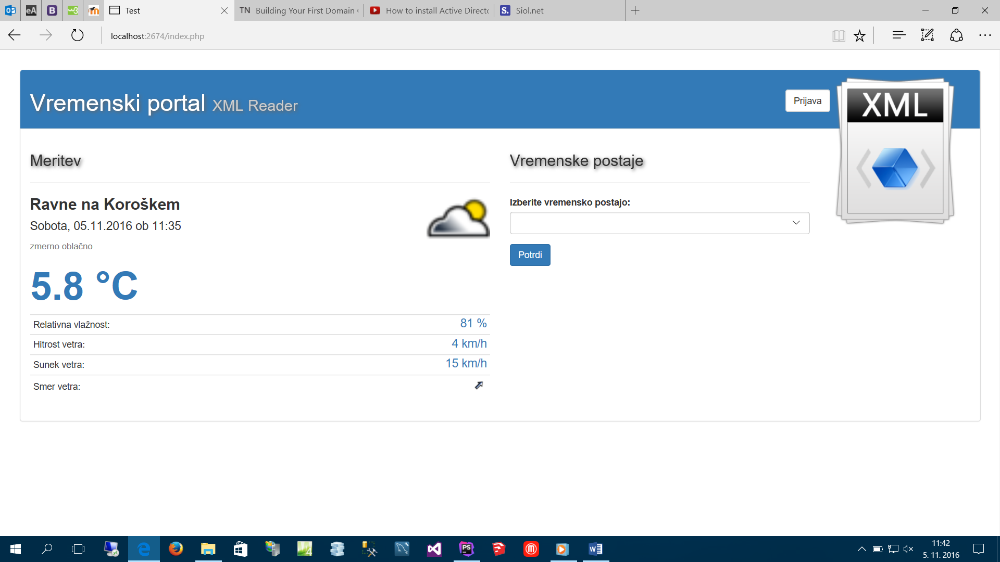 eA B w3 m Test TN Building Your First Domain How to install Active Directo S. Siol.net
localhost:2674/index.php
Vremenski portal XML Reader
Prijava
XML
Meritev
Vremenske postaje
Ravne na Koroškem
Sobota, 05.11.2016 ob 11:35
zmerno oblačno
Izberite vremensko postajo:
Potrdi
5.8 °C
Relativna vlažnost: 81 %
Hitrost vetra: 4 km/h
Sunek vetra: 15 km/h
Smer vetra:
11:42
5. 11. 2016